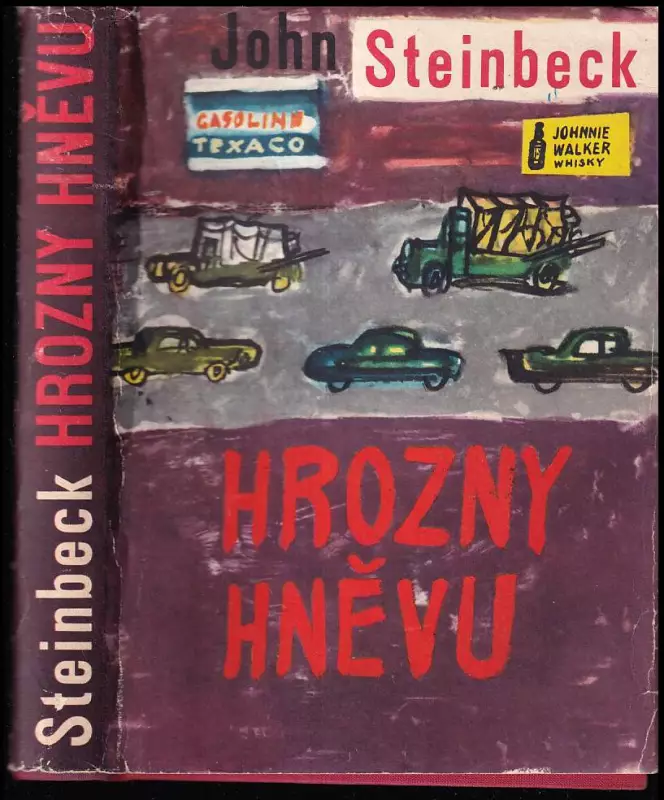 John Steinbeck
GASOLINE
TEXACO
JOHNNIE
WALKER
WHISKY
HROZNY
HNĚVU
Steinbeck HROZNY HNĚVU